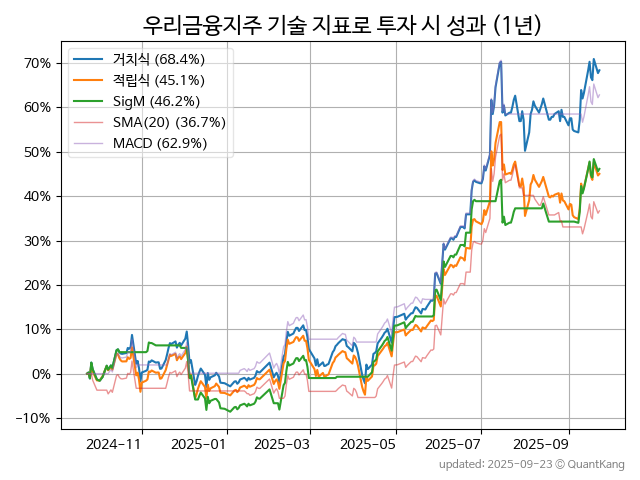 우리금융지주 기술 지표로 투자 시 성과 (1년)
70%
60%
50%
40%
30%
20%
10%
0%
−10%
거치식 (68.4%)
적립식 (45.1%)
SigM (46.2%)
SMA(20) (36.7%)
MACD (62.9%)
2024−11 2025−01 2025−03 2025−05 2025−07 2025−09
updated: 2025−09−23 © QuantKang